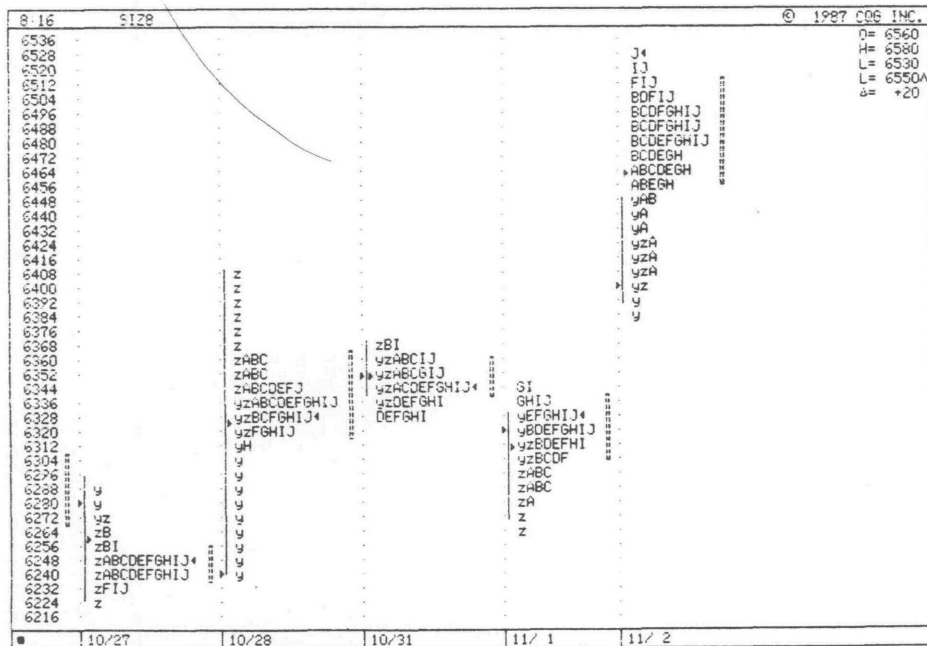 8-16 SIZ8 © 1987 CQG INC.
6536 O= 6560
6528 J H= 6580
6520 IJ L= 6530
6512 FIJ L= 6550A
6504 BDFIJ Δ= +20
6496 BCDFGHIJ
6488 BCDFGHIJ
6480 BCDEFGHIJ
6472 BCDEGH
6464 ABCDEGH
6456 ABEGH
6448 yAB
6440 yA
6432 yA
6424 yzA
6416 yzA
6408 z yzA
6400 z yz
6392 z y
6384 z y
6376 z
6368 z zBI
6360 zABC yzABCIJ
6352 zABC yzABCGIJ
6344 zABCDEFJ yzACDEFGHIJ GI
6336 yzABCDEFGHIJ yzDEFGHI GHIJ
6328 yzBCFGHIJ DEFGHI yEFGHIJ
6320 yzFGHIJ yBDEFGHIJ
6312 yH yzBDEFHI
6304 y yzBCDF
6296 y zABC
6288 y y zABC
6280 y y zA
6272 yz y z
6264 zB y z
6256 zBI y
6248 zABCDEFGHIJ y
6240 zABCDEFGHIJ y
6232 zFIJ
6224 z
6216
10/27 10/28 10/31 11/ 1 11/ 2